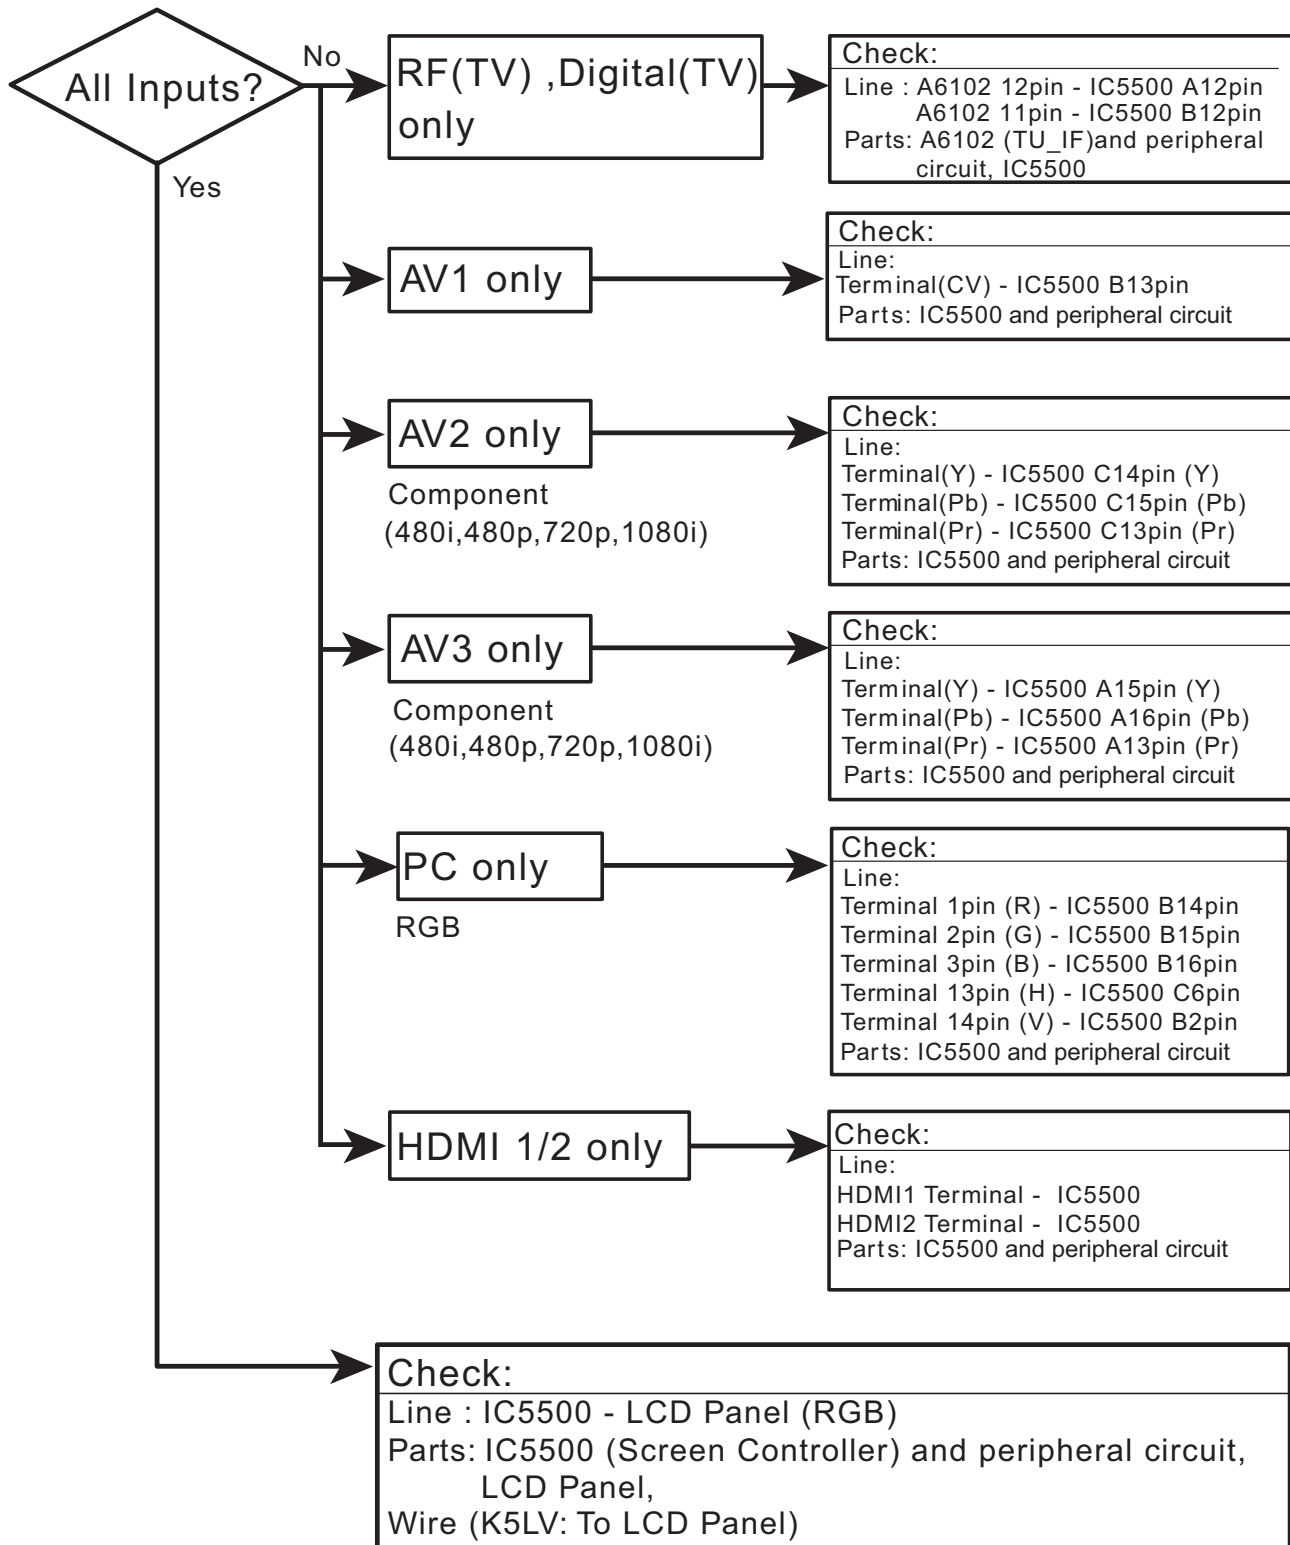 All Inputs?
No
Yes
RF(TV) ,Digital(TV)
only
Check:
Line : A6102 12pin - IC5500 A12pin
A6102 11pin - IC5500 B12pin
Parts: A6102 (TU_IF)and peripheral
circuit, IC5500
AV1 only
Check:
Line:
Terminal(CV) - IC5500 B13pin
Parts: IC5500 and peripheral circuit
AV2 only
Component
(480i,480p,720p,1080i)
Check:
Line:
Terminal(Y) - IC5500 C14pin (Y)
Terminal(Pb) - IC5500 C15pin (Pb)
Terminal(Pr) - IC5500 C13pin (Pr)
Parts: IC5500 and peripheral circuit
AV3 only
Component
(480i,480p,720p,1080i)
Check:
Line:
Terminal(Y) - IC5500 A15pin (Y)
Terminal(Pb) - IC5500 A16pin (Pb)
Terminal(Pr) - IC5500 A13pin (Pr)
Parts: IC5500 and peripheral circuit
PC only
RGB
Check:
Line:
Terminal 1pin (R) - IC5500 B14pin
Terminal 2pin (G) - IC5500 B15pin
Terminal 3pin (B) - IC5500 B16pin
Terminal 13pin (H) - IC5500 C6pin
Terminal 14pin (V) - IC5500 B2pin
Parts: IC5500 and peripheral circuit
HDMI 1/2 only
Check:
Line:
HDMI1 Terminal - IC5500
HDMI2 Terminal - IC5500
Parts: IC5500 and peripheral circuit
Check:
Line : IC5500 - LCD Panel (RGB)
Parts: IC5500 (Screen Controller) and peripheral circuit,
LCD Panel,
Wire (K5LV: To LCD Panel)